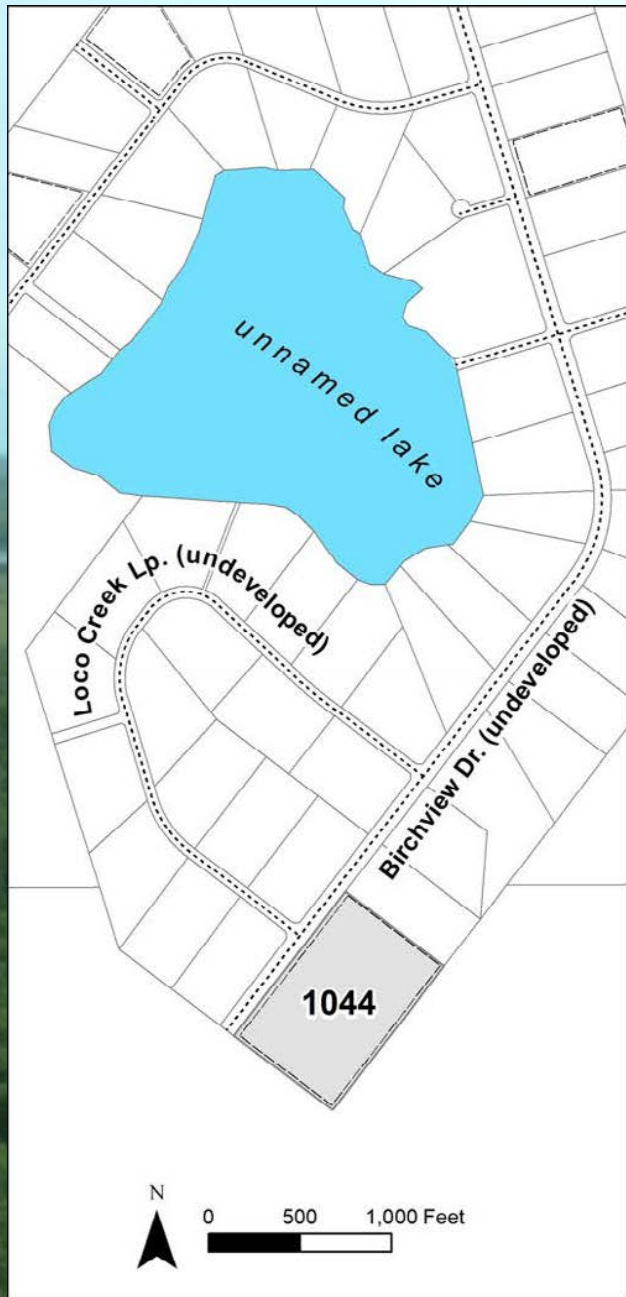 unnamed lake
Loco Creek Lp. (undeveloped)
Birchview Dr. (undeveloped)
1044
N
0 500 1,000 Feet